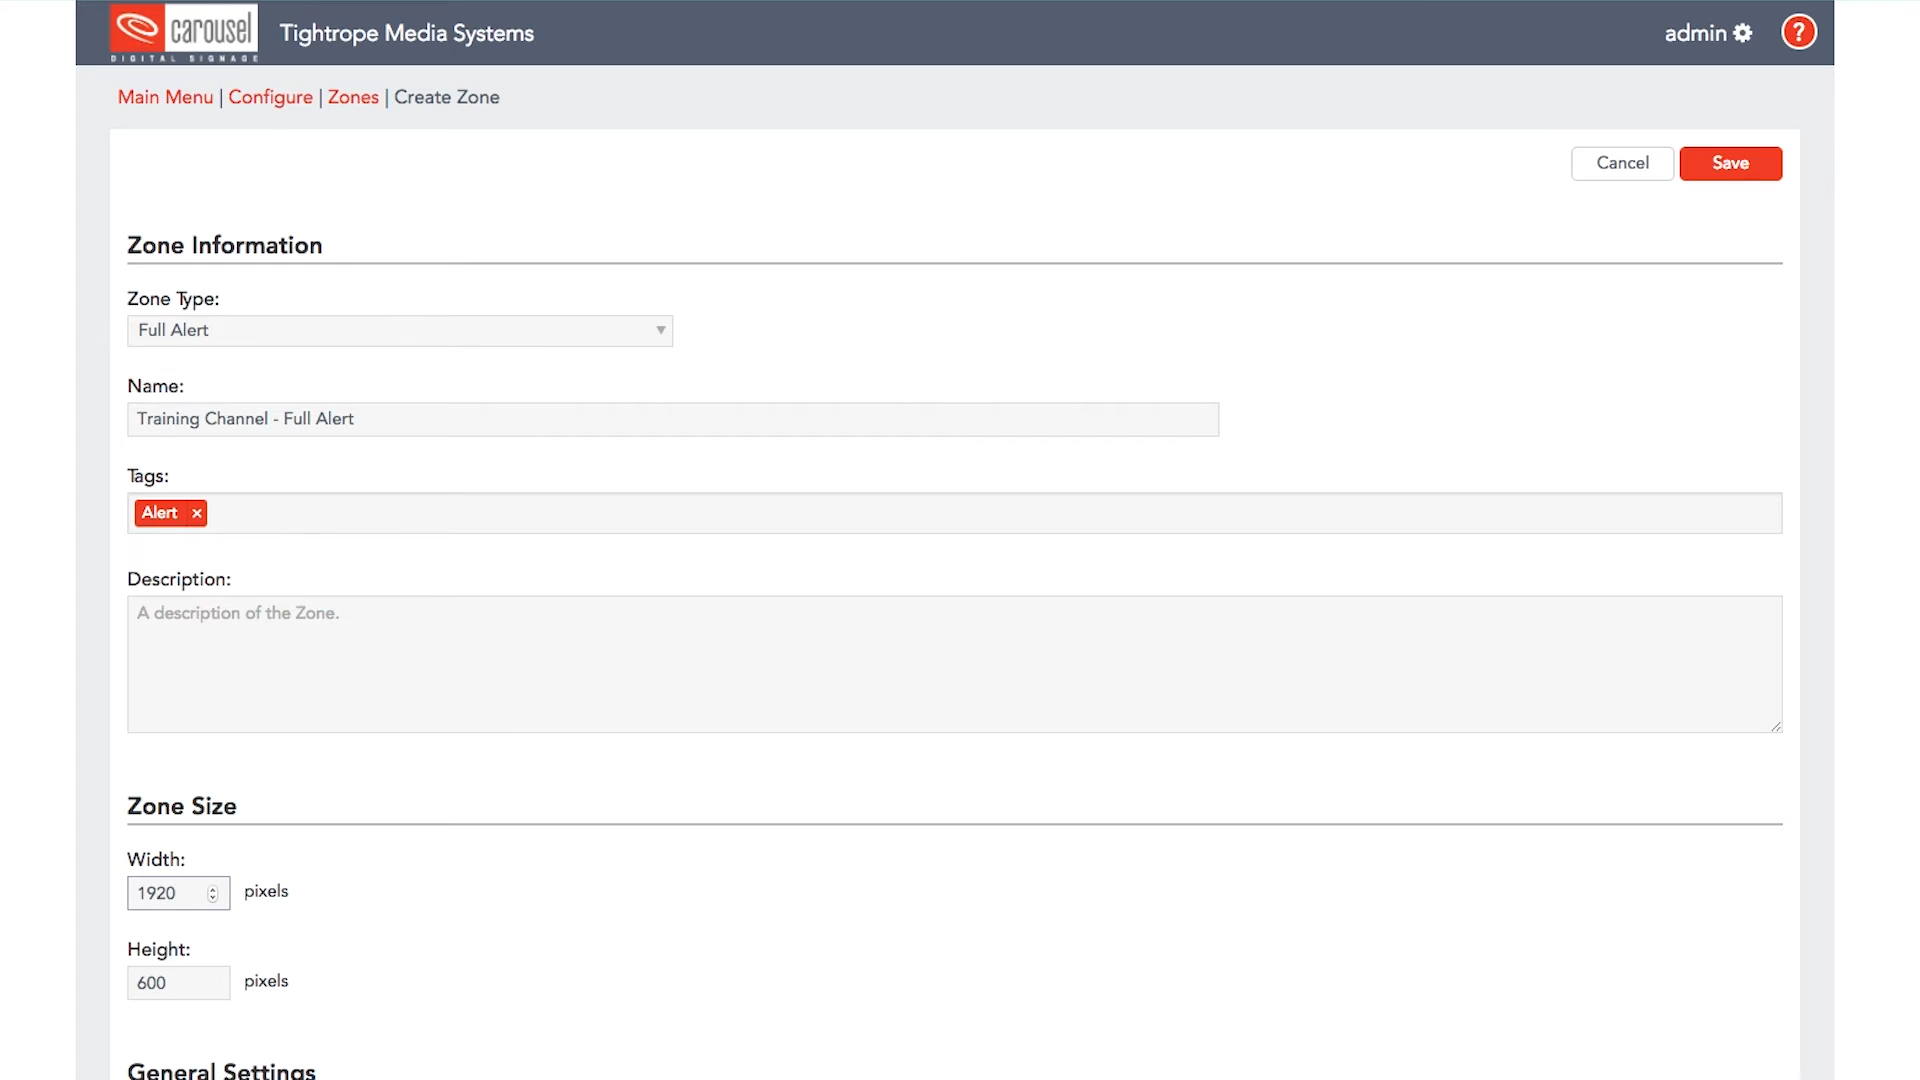 carousel
DIGITAL SIGNAGE
Tightrope Media Systems
admin
?
Main Menu | Configure | Zones | Create Zone
Cancel
Save
Zone Information
Zone Type:
Full Alert
Name:
Training Channel - Full Alert
Tags:
Alert ×
Description:
A description of the Zone.
Zone Size
Width:
1920 pixels
Height:
600 pixels
General Settings